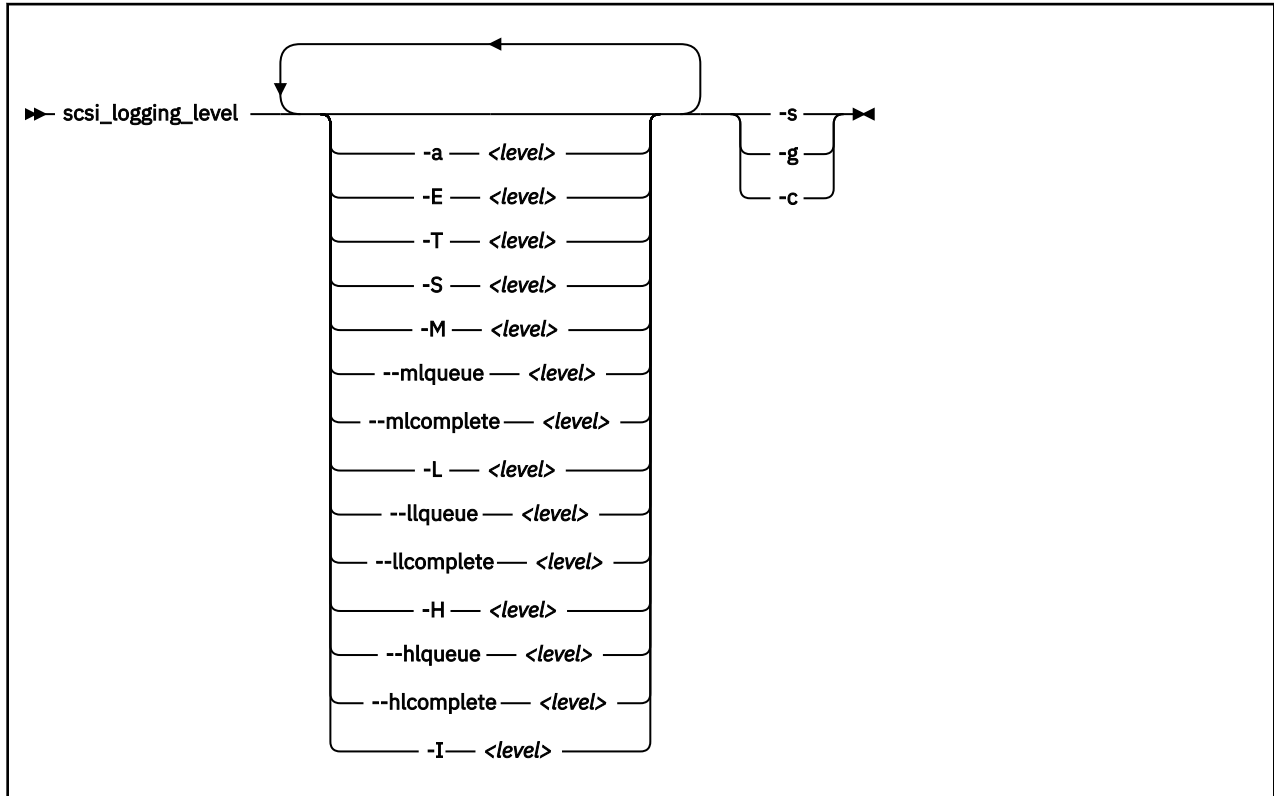 scsi_logging_level -s
-a <level> -g
-E <level> -c
-T <level>
-S <level>
-M <level>
--mlqueue <level>
--mlcomplete <level>
-L <level>
--llqueue <level>
--llcomplete <level>
-H <level>
--hlqueue <level>
--hlcomplete <level>
-I <level>